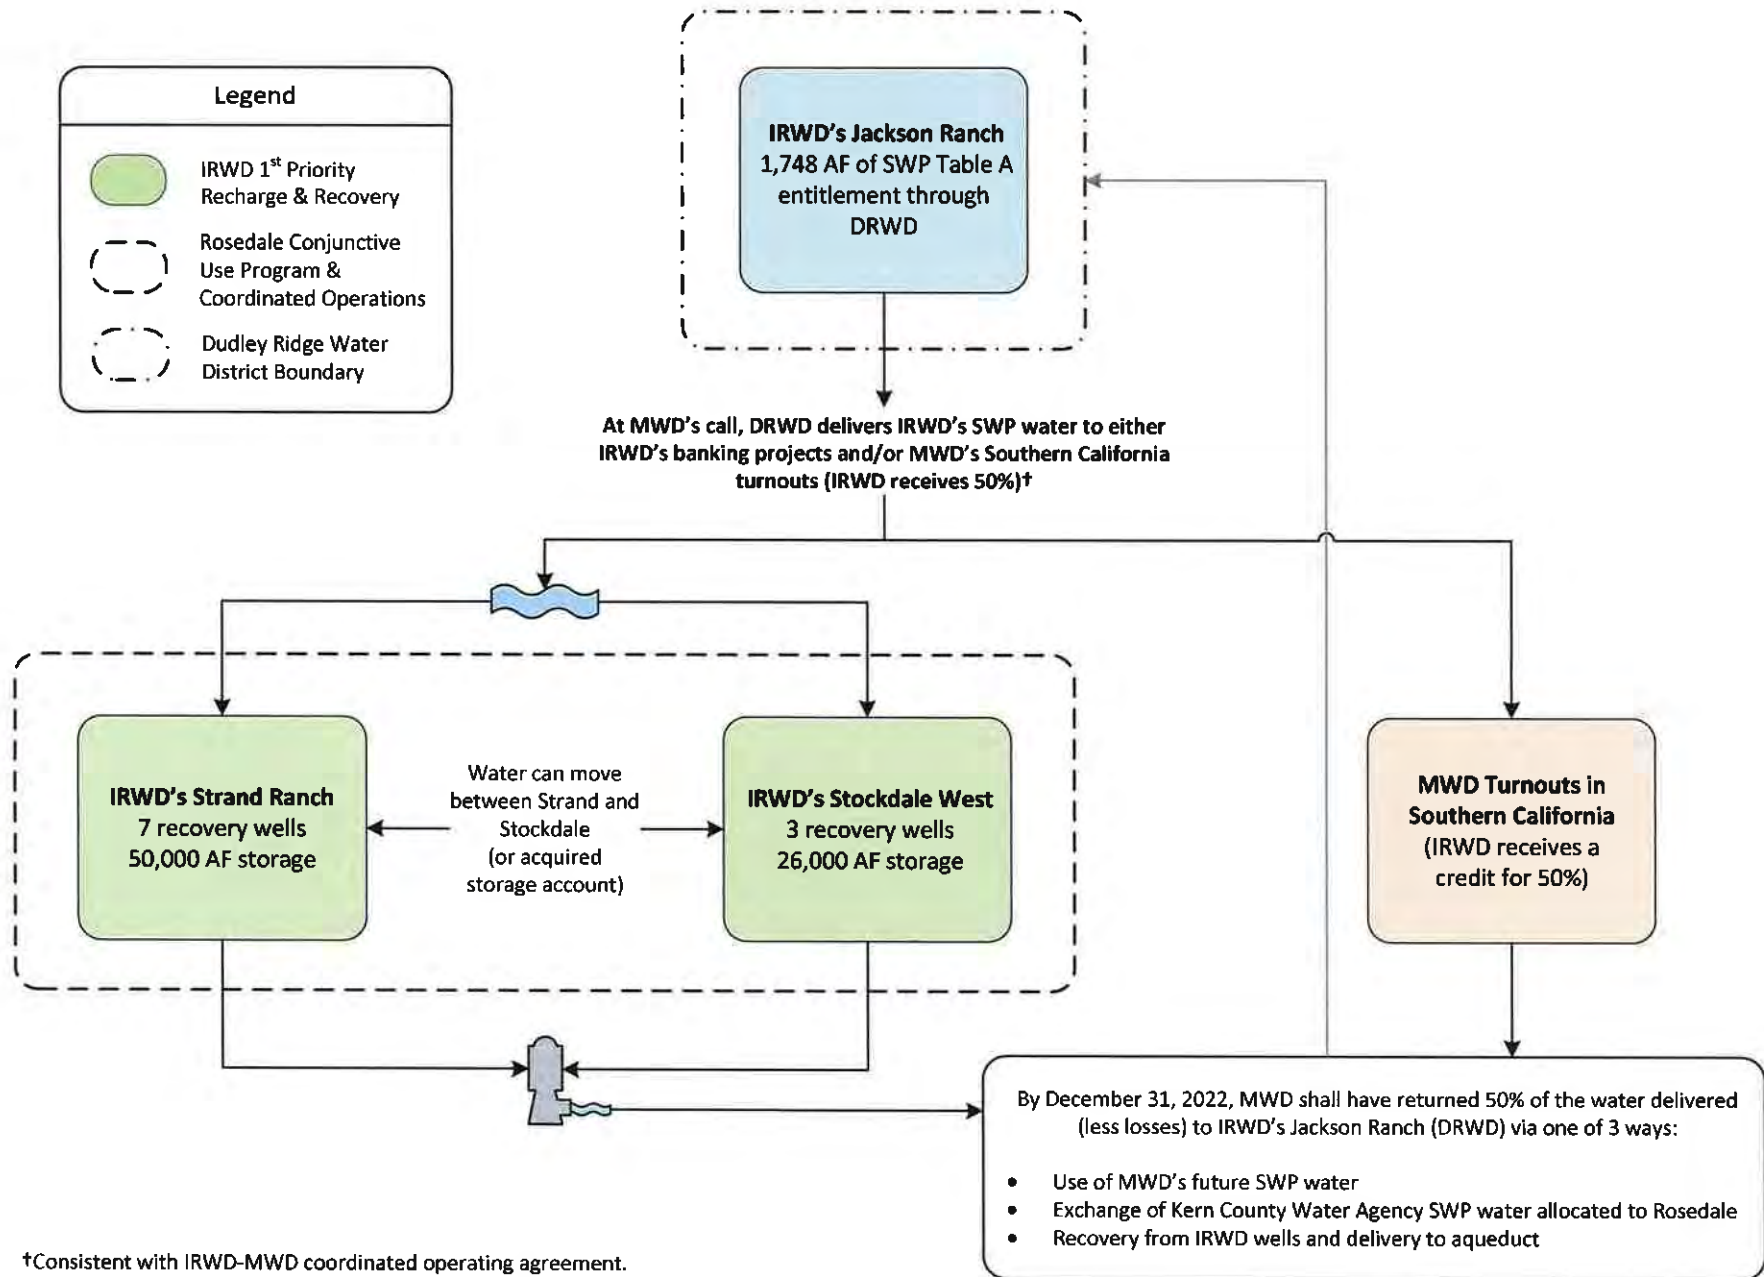 Legend
IRWD 1st Priority
Recharge & Recovery
Rosedale Conjunctive
Use Program &
Coordinated Operations
Dudley Ridge Water
District Boundary
IRWD's Jackson Ranch
1,748 AF of SWP Table A
entitlement through
DRWD
At MWD's call, DRWD delivers IRWD's SWP water to either
IRWD's banking projects and/or MWD's Southern California
turnouts (IRWD receives 50%)†
IRWD's Strand Ranch
7 recovery wells
50,000 AF storage
Water can move
between Strand and
Stockdale
(or acquired
storage account)
IRWD's Stockdale West
3 recovery wells
26,000 AF storage
MWD Turnouts in
Southern California
(IRWD receives a
credit for 50%)
By December 31, 2022, MWD shall have returned 50% of the water delivered
(less losses) to IRWD's Jackson Ranch (DRWD) via one of 3 ways:
• Use of MWD's future SWP water
• Exchange of Kern County Water Agency SWP water allocated to Rosedale
• Recovery from IRWD wells and delivery to aqueduct
†Consistent with IRWD-MWD coordinated operating agreement.